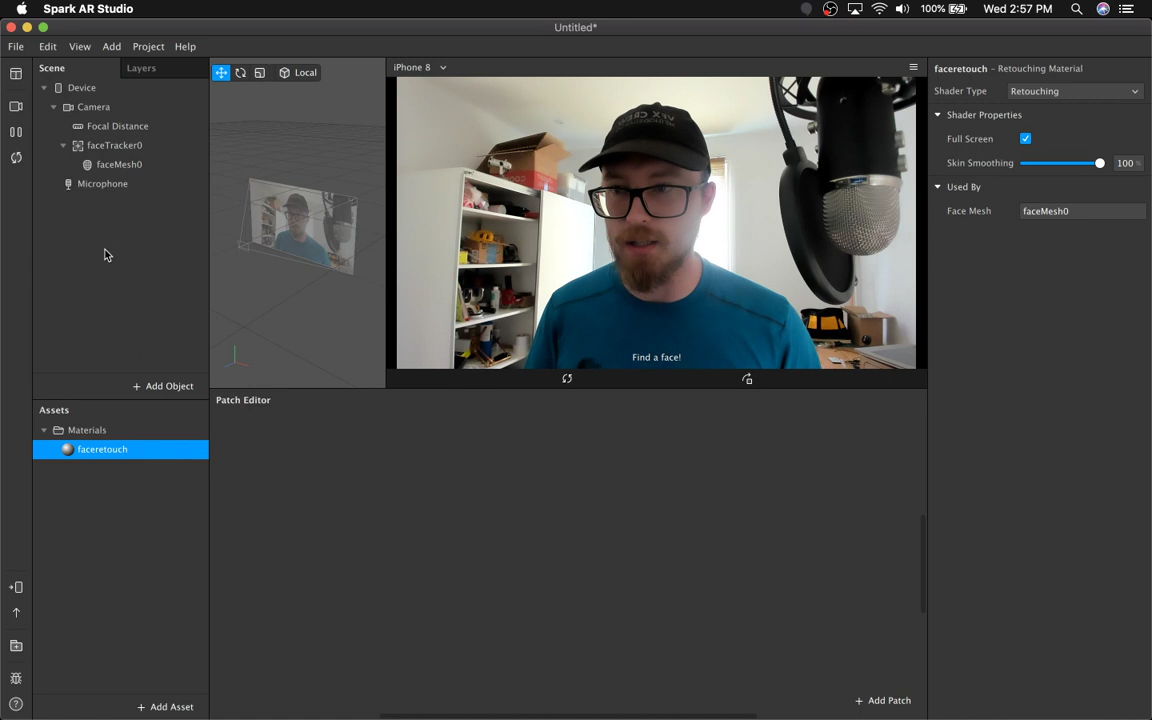 Spark AR Studio
100%
Wed 2:57 PM
Untitled*
File Edit View Add Project Help
Scene Layers
Device
Camera
Focal Distance
faceTracker0
faceMesh0
Microphone
+ Add Object
Assets
Materials
faceretouch
+ Add Asset
Local
iPhone 8
VFX CREW
Find a face!
Patch Editor
+ Add Patch
faceretouch – Retouching Material
Shader Type Retouching
Shader Properties
Full Screen
Skin Smoothing 100 %
Used By
Face Mesh faceMesh0